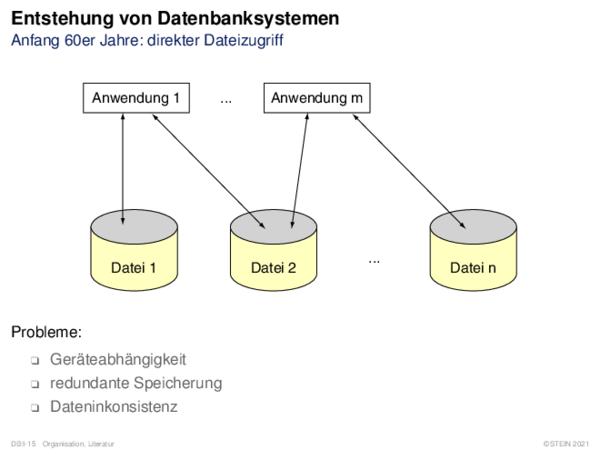 Entstehung von Datenbanksystemen
Anfang 60er Jahre: direkter Dateizugriff
Anwendung 1 ... Anwendung m
Datei 1 Datei 2 ... Datei n
Probleme:
❑ Geräteabhängigkeit
❑ redundante Speicherung
❑ Dateninkonsistenz
DB:I-15 Organisation, Literatur ©STEIN 2021